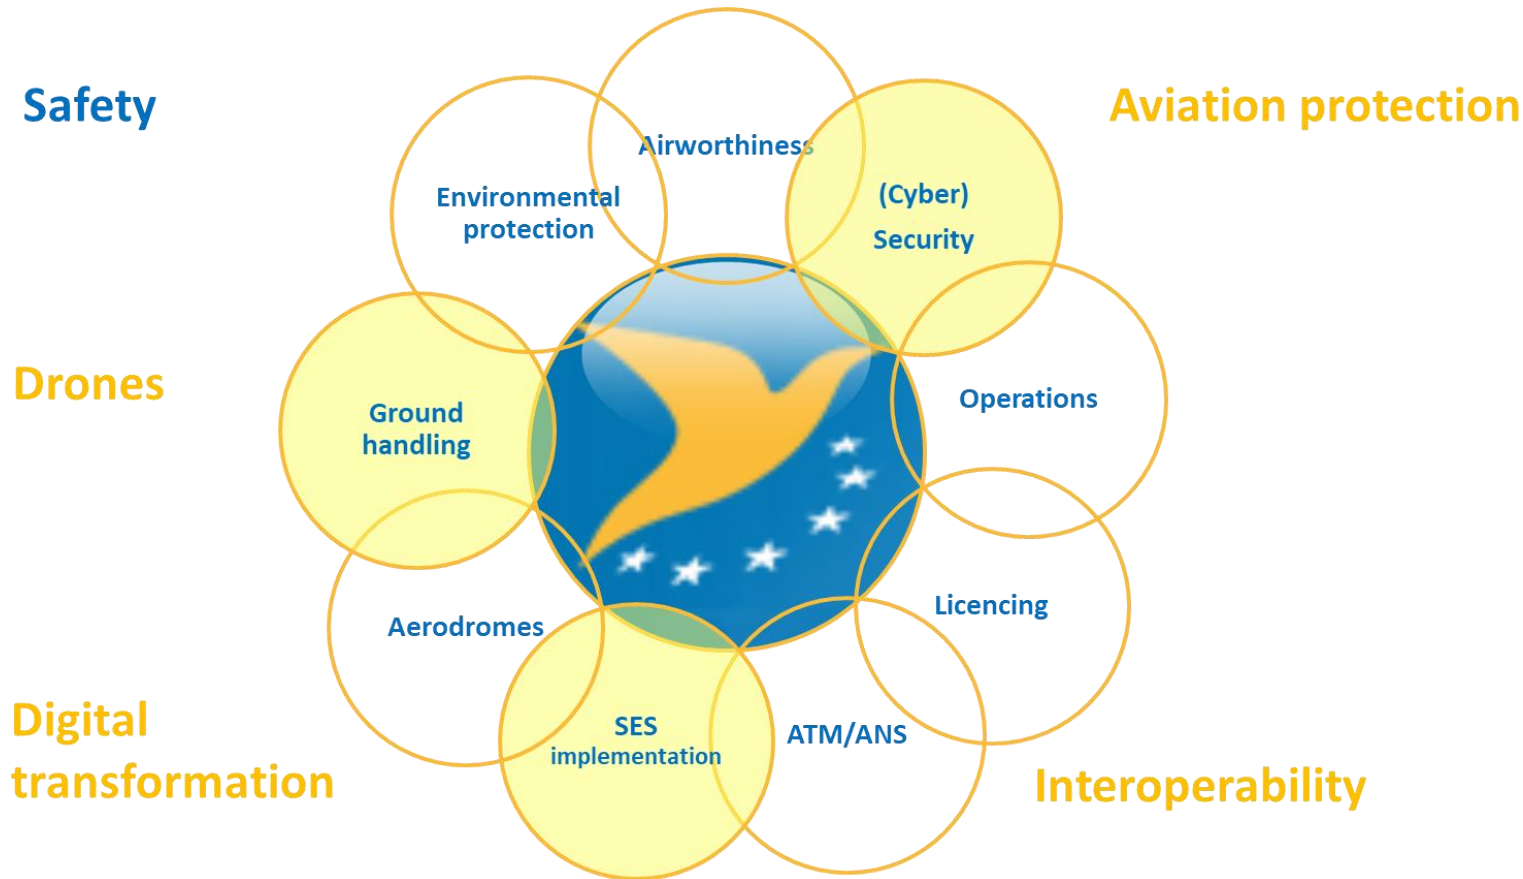 Safety
Aviation protection
Airworthiness
Environmental
protection
(Cyber)
Security
Drones
Ground
handling
Operations
Aerodromes
Licencing
Digital
transformation
SES
implementation
ATM/ANS
Interoperability